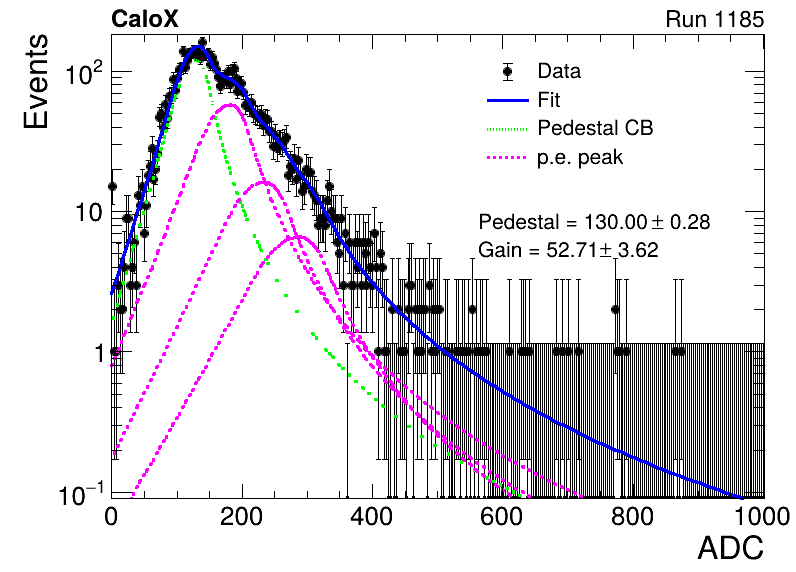 CaloX Run 1185
Events
Data
Fit
Pedestal CB
p.e. peak
Pedestal = 130.00 ± 0.28
Gain = 52.71 ± 3.62
10²
10
1
10⁻¹
0 200 400 600 800 1000
ADC